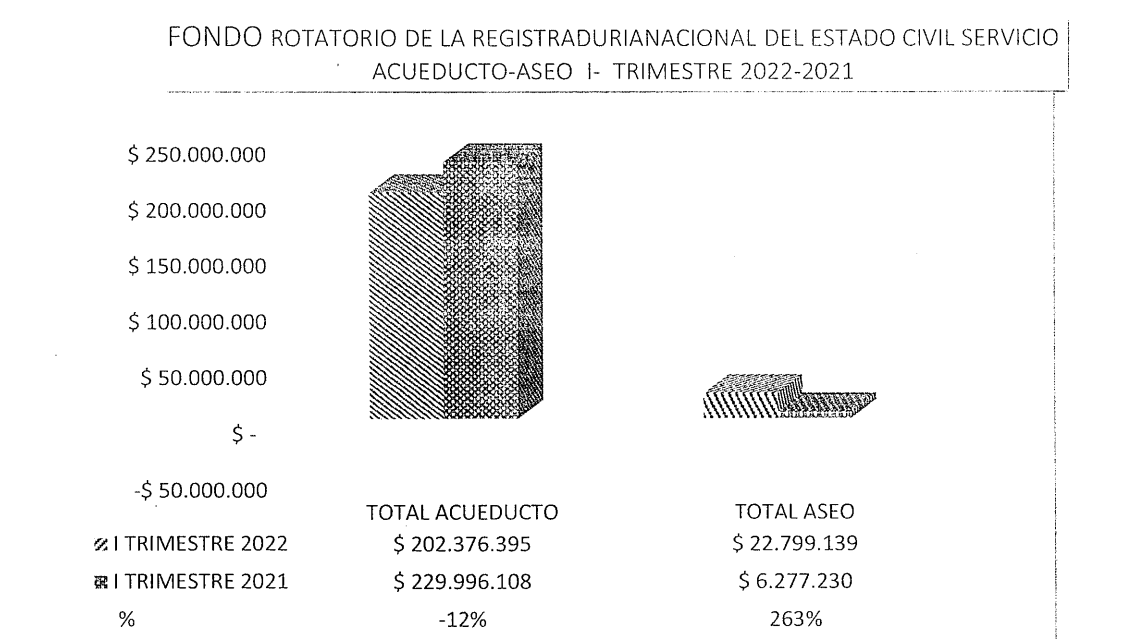 FONDO ROTATORIO DE LA REGISTRADURIANACIONAL DEL ESTADO CIVIL SERVICIO
ACUEDUCTO-ASEO I- TRIMESTRE 2022-2021
$ 250.000.000
$ 200.000.000
$ 150.000.000
$ 100.000.000
$ 50.000.000
$ -
-$ 50.000.000
TOTAL ACUEDUCTO TOTAL ASEO
I TRIMESTRE 2022 $ 202.376.395 $ 22.799.139
I TRIMESTRE 2021 $ 229.996.108 $ 6.277.230
% -12% 263%